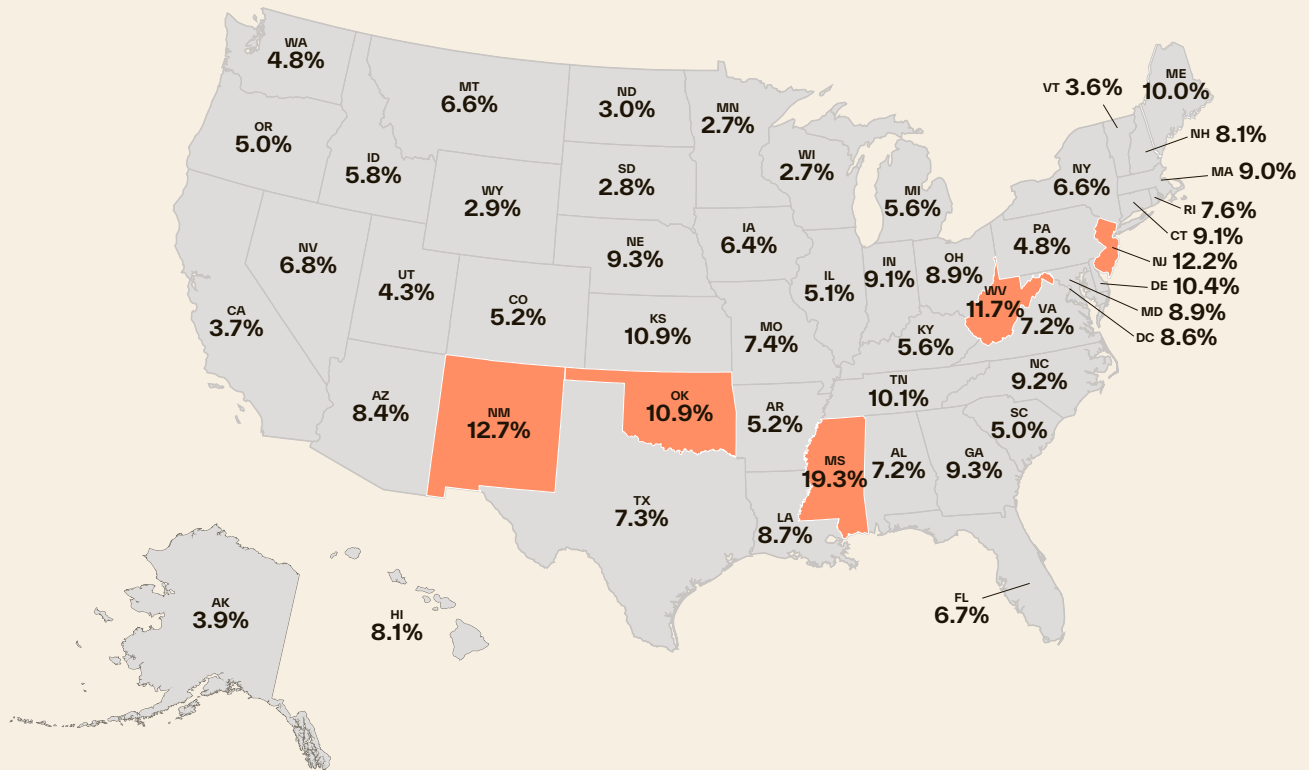 WA
4.8%
MT
6.6%
ND
3.0%
MN
2.7%
VT 3.6%
ME
10.0%
OR
5.0%
ID
5.8%
WY
2.9%
SD
2.8%
WI
2.7%
MI
5.6%
NY
6.6%
NH 8.1%
MA 9.0%
RI 7.6%
CT 9.1%
NJ 12.2%
DE 10.4%
MD 8.9%
DC 8.6%
NV
6.8%
UT
4.3%
CO
5.2%
NE
9.3%
IA
6.4%
IL
5.1%
IN
9.1%
OH
8.9%
PA
4.8%
WV
11.7%
VA
7.2%
CA
3.7%
KS
10.9%
MO
7.4%
KY
5.6%
NC
9.2%
TN
10.1%
SC
5.0%
AZ
8.4%
NM
12.7%
OK
10.9%
AR
5.2%
MS
19.3%
AL
7.2%
GA
9.3%
TX
7.3%
LA
8.7%
FL
6.7%
AK
3.9%
HI
8.1%